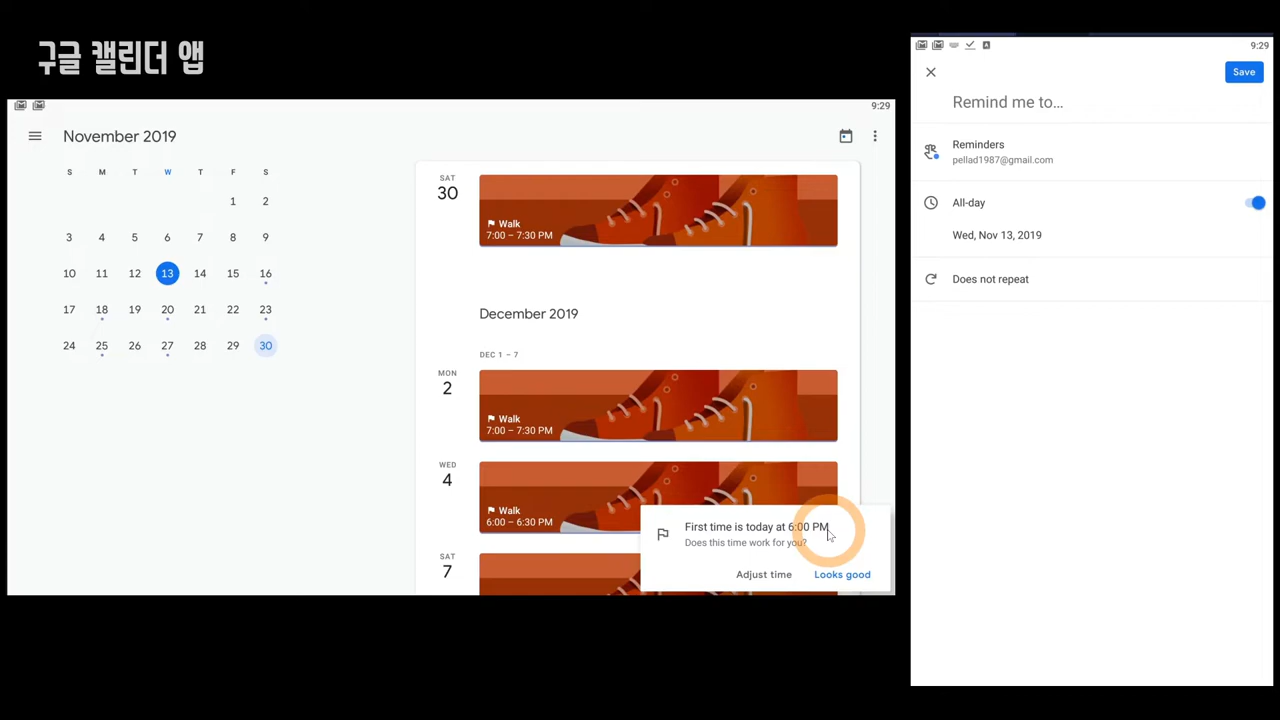 구글 캘린더 앱
9:29
November 2019
S M T W T F S
1 2
3 4 5 6 7 8 9
10 11 12 13 14 15 16
17 18 19 20 21 22 23
24 25 26 27 28 29 30
SAT
30
Walk
7:00 – 7:30 PM
December 2019
DEC 1 – 7
MON
2
Walk
7:00 – 7:30 PM
WED
4
Walk
6:00 – 6:30 PM
SAT
7
First time is today at 6:00 PM
Does this time work for you?
Adjust time Looks good
9:29
Save
Remind me to...
Reminders
pellad1987@gmail.com
All-day
Wed, Nov 13, 2019
Does not repeat